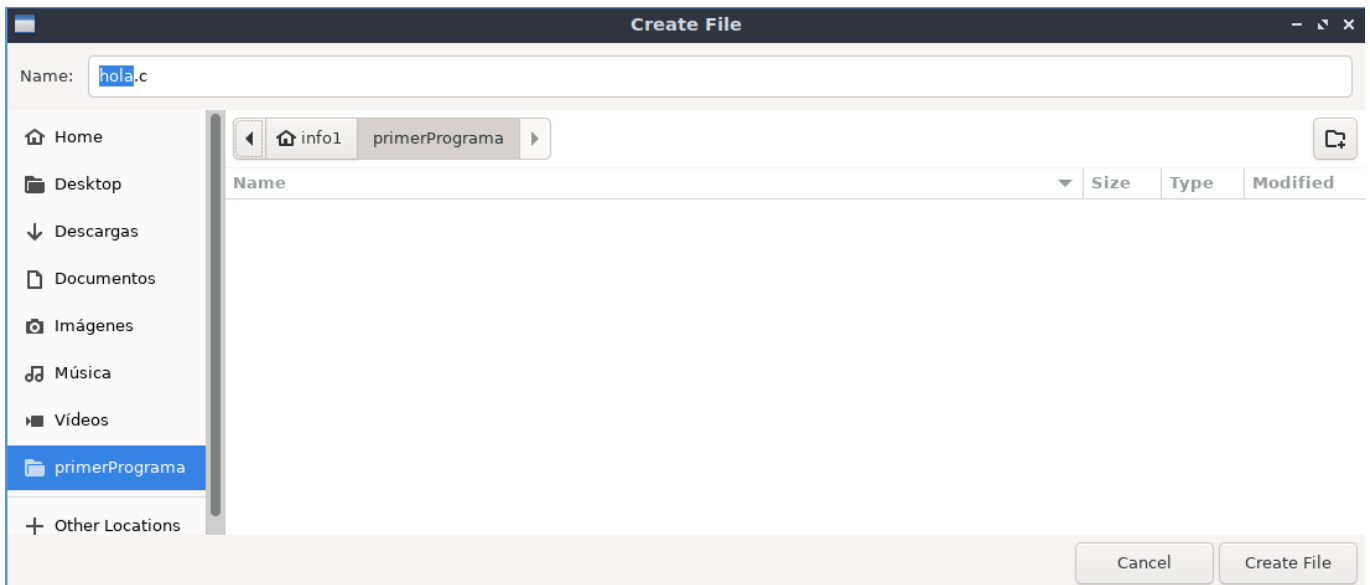 Create File
Name: hola.c
Home
info1 primerPrograma
Desktop
Name Size Type Modified
Descargas
Documentos
Imágenes
Música
Vídeos
primerPrograma
Other Locations
Cancel Create File